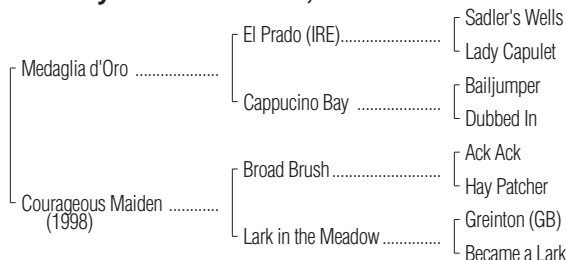 Sadler's Wells
El Prado (IRE)....................
Lady Capulet
Medaglia d'Oro ...................
Bailjumper
Cappucino Bay ...................
Dubbed In
Ack Ack
Broad Brush.........................
Hay Patcher
Courageous Maiden ...........
(1998)
Greinton (GB)
Lark in the Meadow .............
Became a Lark